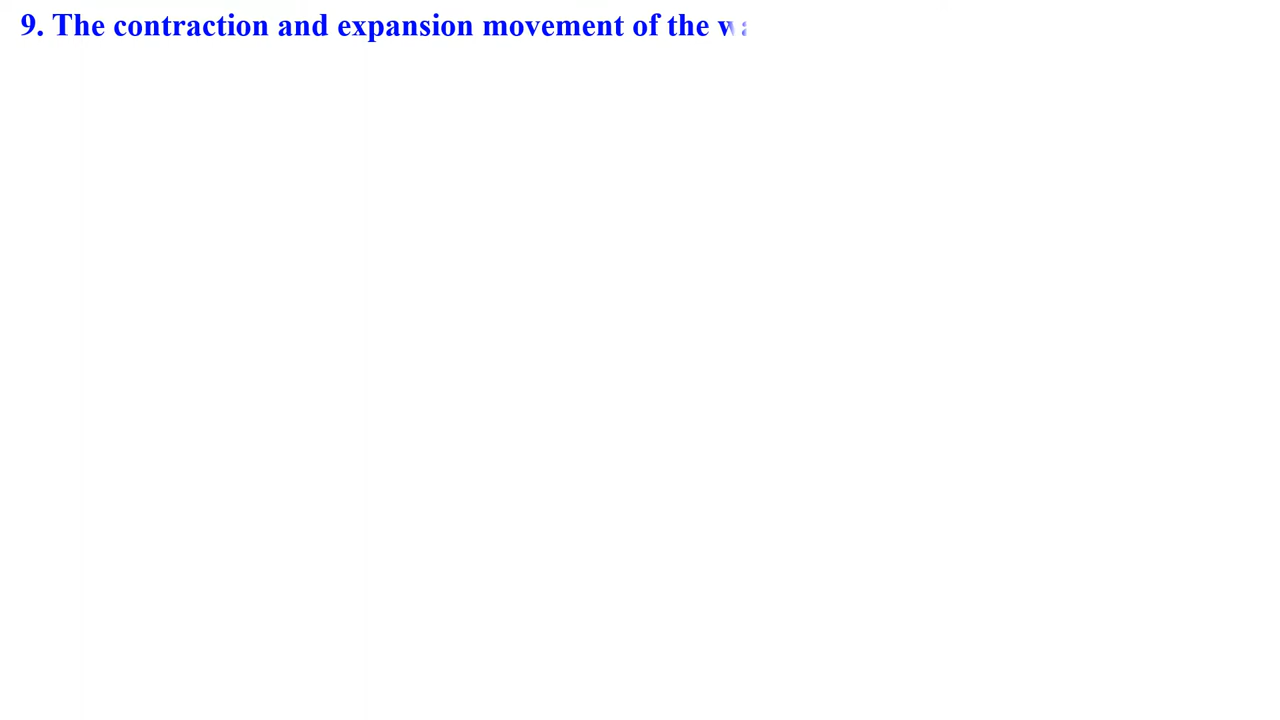 9. The contraction and expansion movement of the